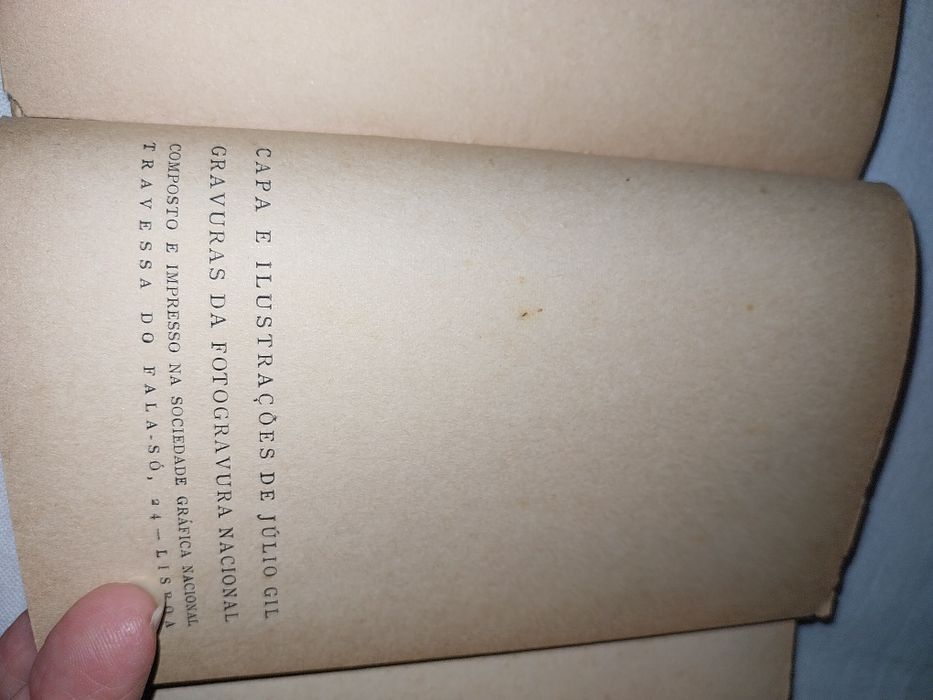 CAPA E ILUSTRAÇÕES DE JÚLIO GIL
GRAVURAS DA FOTOGRAVURA NACIONAL
COMPOSTO E IMPRESSO NA SOCIEDADE GRÁFICA NACIONAL
TRAVESSA DO FALA-SÓ, 24 — LISBOA